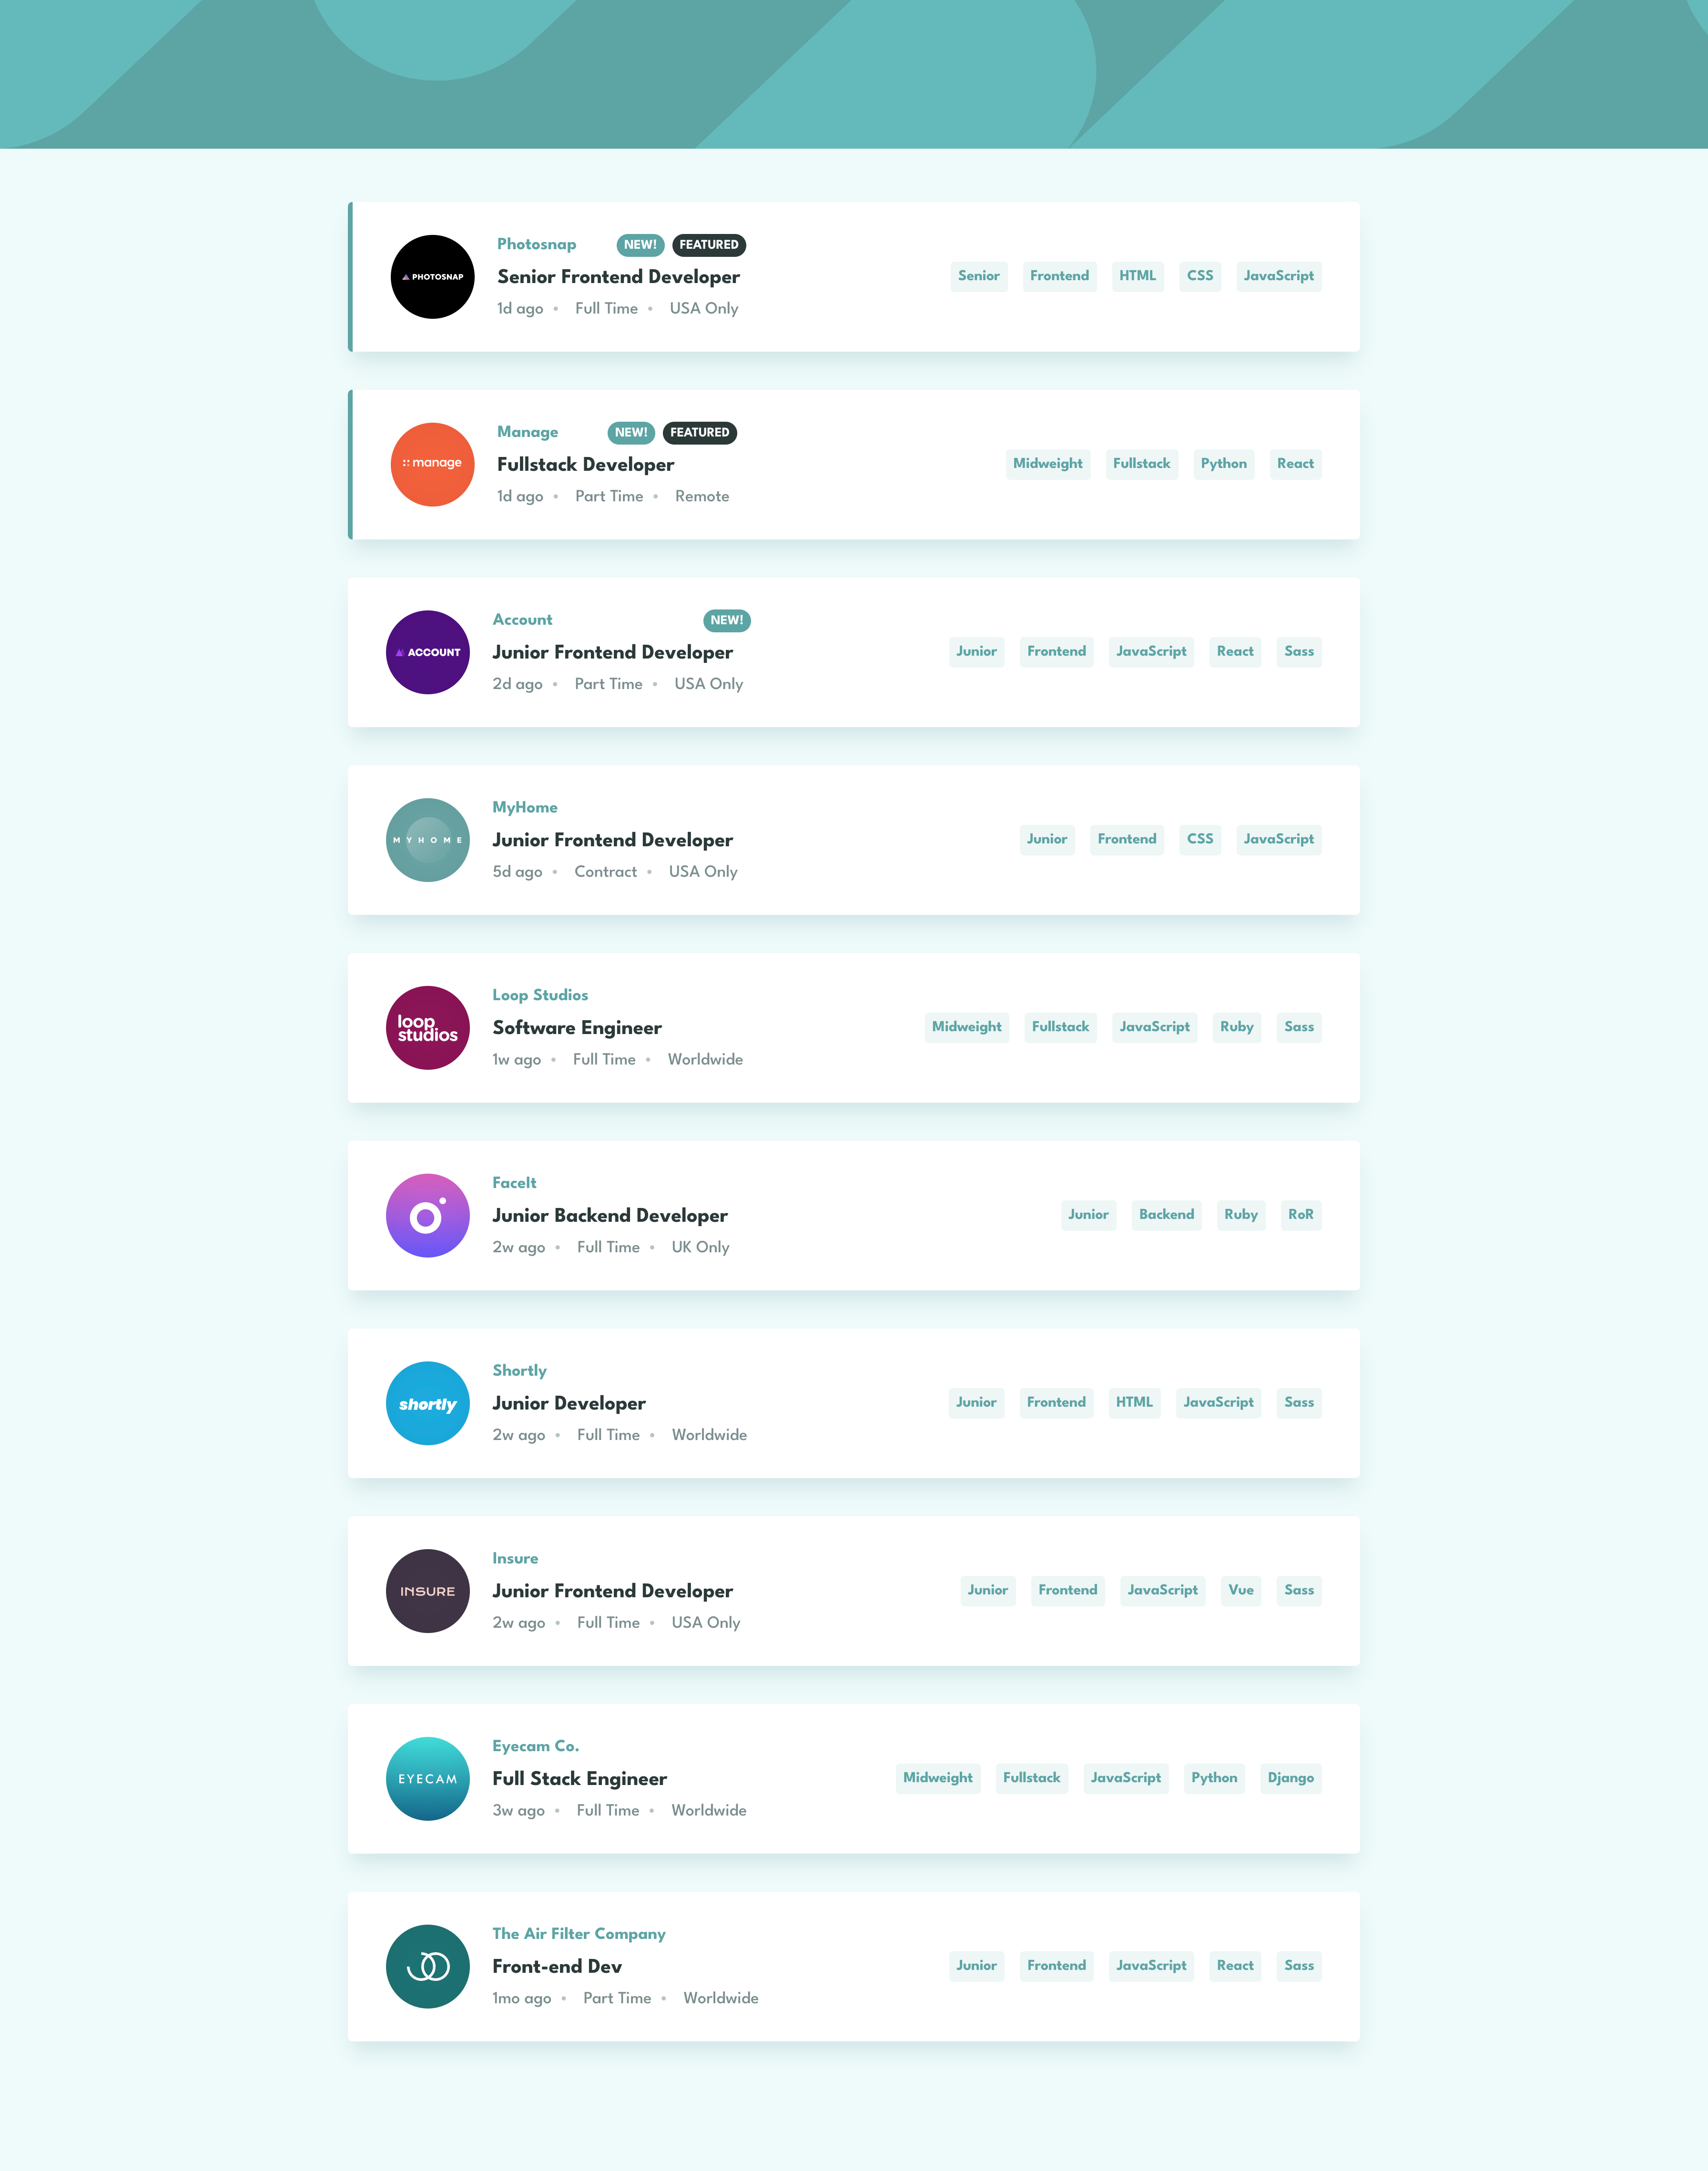 PHOTOSNAP
Photosnap NEW! FEATURED
Senior Frontend Developer
1d ago • Full Time • USA Only
Senior Frontend HTML CSS JavaScript
manage
Manage NEW! FEATURED
Fullstack Developer
1d ago • Part Time • Remote
Midweight Fullstack Python React
ACCOUNT
Account NEW!
Junior Frontend Developer
2d ago • Part Time • USA Only
Junior Frontend JavaScript React Sass
MYHOME
MyHome
Junior Frontend Developer
5d ago • Contract • USA Only
Junior Frontend CSS JavaScript
loop
studios
Loop Studios
Software Engineer
1w ago • Full Time • Worldwide
Midweight Fullstack JavaScript Ruby Sass
FaceIt
Junior Backend Developer
2w ago • Full Time • UK Only
Junior Backend Ruby RoR
shortly
Shortly
Junior Developer
2w ago • Full Time • Worldwide
Junior Frontend HTML JavaScript Sass
INSURE
Insure
Junior Frontend Developer
2w ago • Full Time • USA Only
Junior Frontend JavaScript Vue Sass
EYECAM
Eyecam Co.
Full Stack Engineer
3w ago • Full Time • Worldwide
Midweight Fullstack JavaScript Python Django
The Air Filter Company
Front-end Dev
1mo ago • Part Time • Worldwide
Junior Frontend JavaScript React Sass